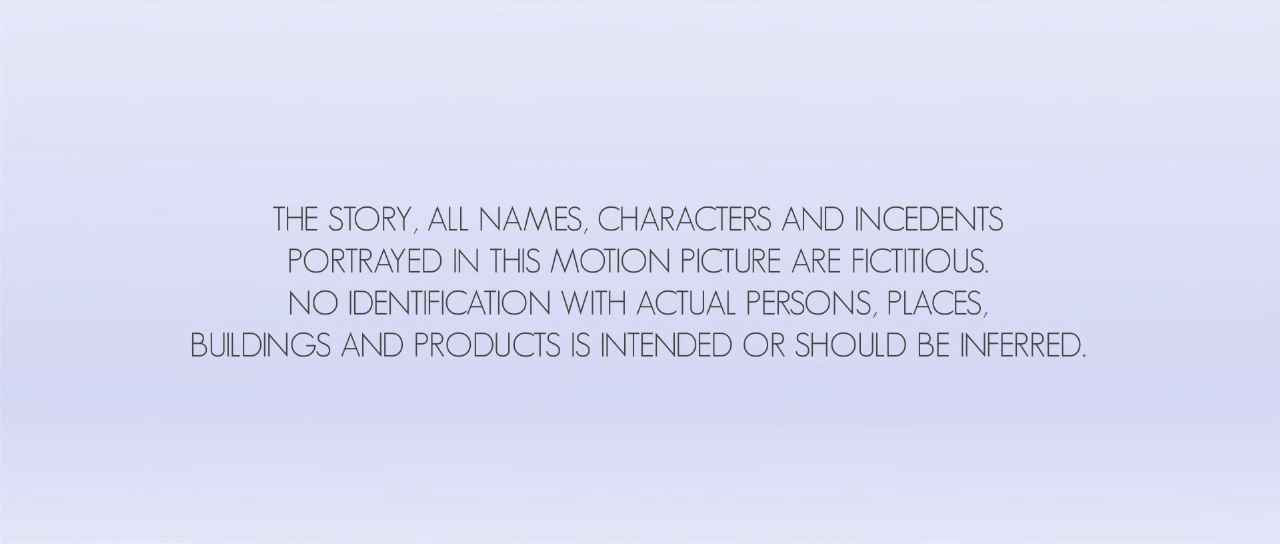 THE STORY, ALL NAMES, CHARACTERS AND INCEDENTS
PORTRAYED IN THIS MOTION PICTURE ARE FICTITIOUS.
NO IDENTIFICATION WITH ACTUAL PERSONS, PLACES,
BUILDINGS AND PRODUCTS IS INTENDED OR SHOULD BE INFERRED.